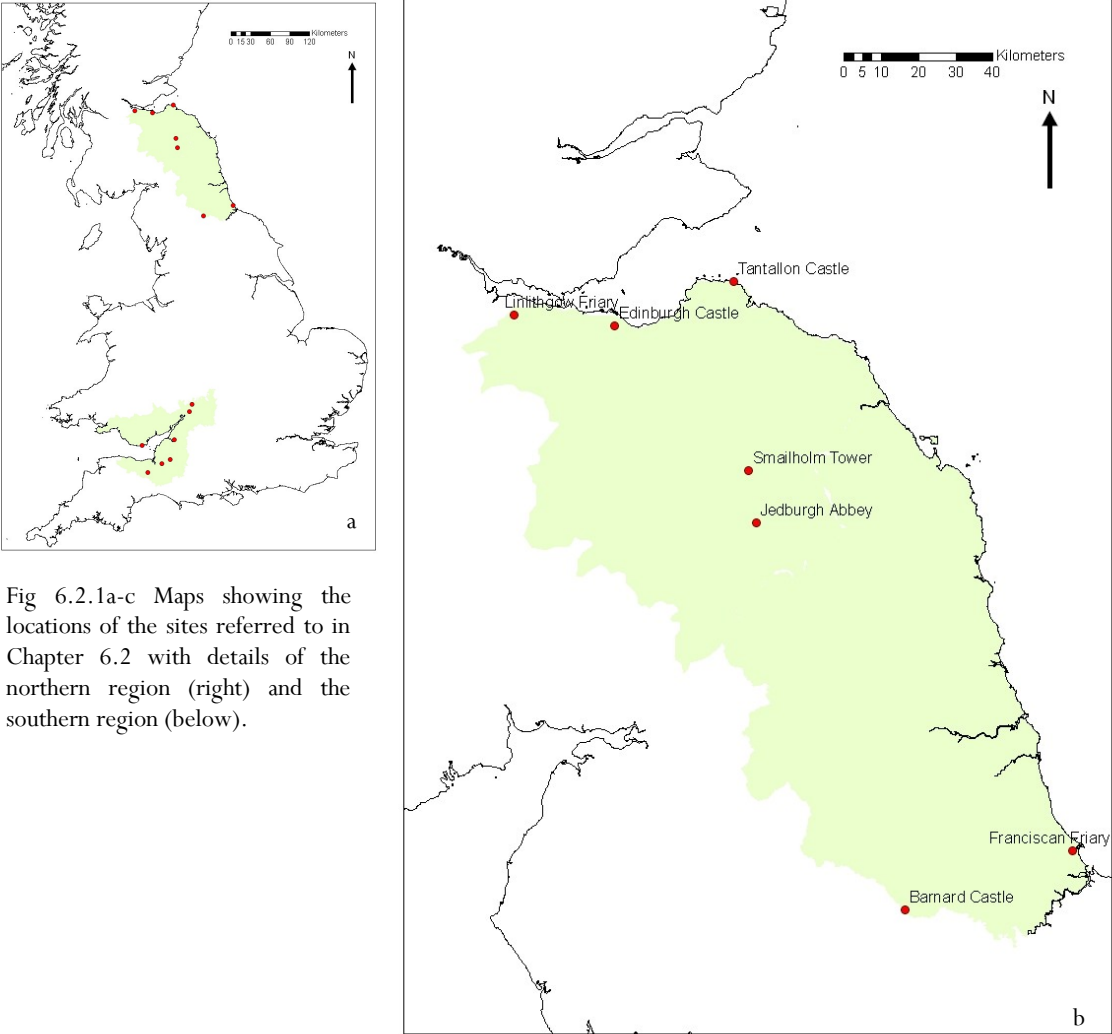 Kilometers
0 15 30 60 90 120
N
a
Fig 6.2.1a-c Maps showing the
locations of the sites referred to in
Chapter 6.2 with details of the
northern region (right) and the
southern region (below).
Kilometers
0 5 10 20 30 40
N
Tantallon Castle
Linlithgow Friary
Edinburgh Castle
Smailholm Tower
Jedburgh Abbey
Franciscan Friary
Barnard Castle
b